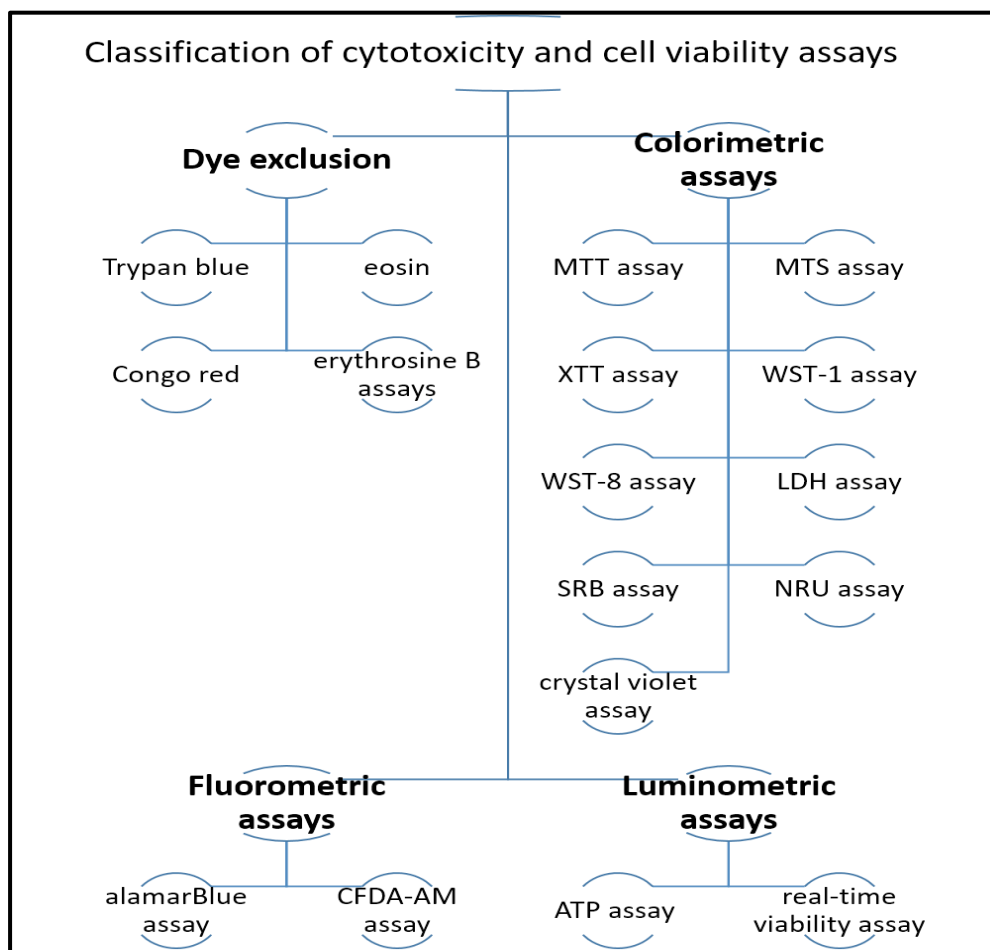 Classification of cytotoxicity and cell viability assays
Dye exclusion
Trypan blue
eosin
Congo red
erythrosine B
assays
Colorimetric
assays
MTT assay
MTS assay
XTT assay
WST-1 assay
WST-8 assay
LDH assay
SRB assay
NRU assay
crystal violet
assay
Fluorometric
assays
alamarBlue
assay
CFDA-AM
assay
Luminometric
assays
ATP assay
real-time
viability assay